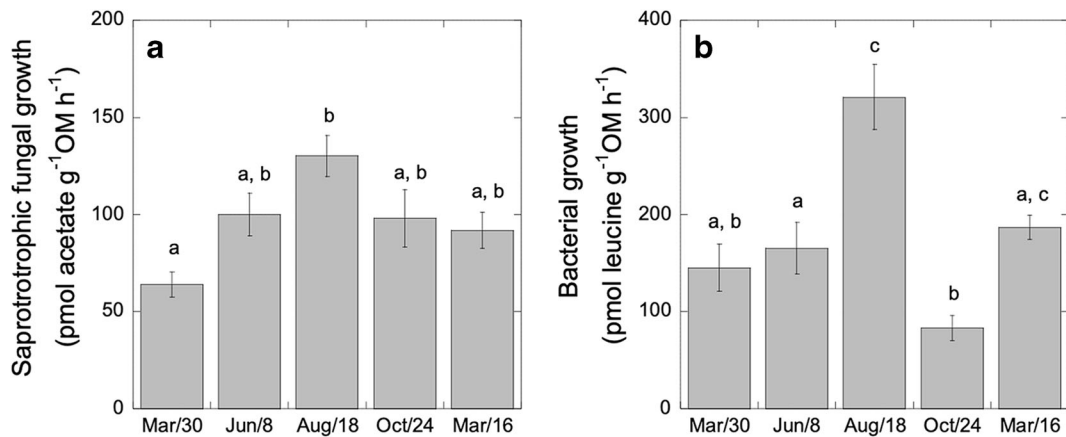 a
Saprotrotrophic fungal growth
(pmol acetate g⁻¹OM h⁻¹)
200
150
100
50
0
a
a, b
b
a, b
a, b
Mar/30 Jun/8 Aug/18 Oct/24 Mar/16
b
Bacterial growth
(pmol leucine g⁻¹OM h⁻¹)
400
300
200
100
0
a, b
a
c
b
a, c
Mar/30 Jun/8 Aug/18 Oct/24 Mar/16